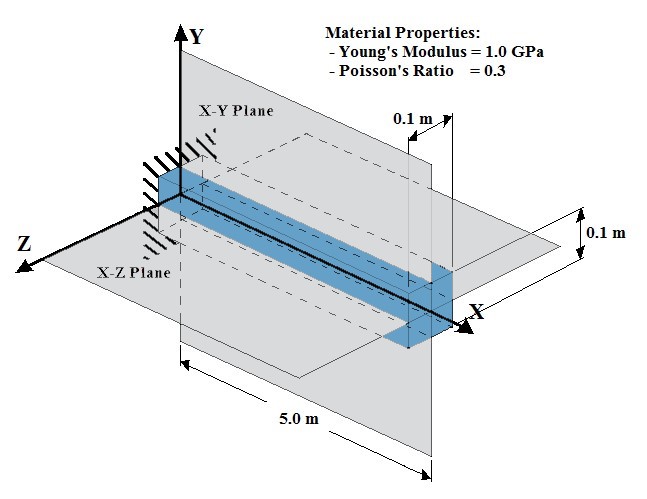 Material Properties:
- Young's Modulus = 1.0 GPa
- Poisson's Ratio = 0.3
Y
X-Y Plane
0.1 m
0.1 m
Z
X-Z Plane
X
5.0 m